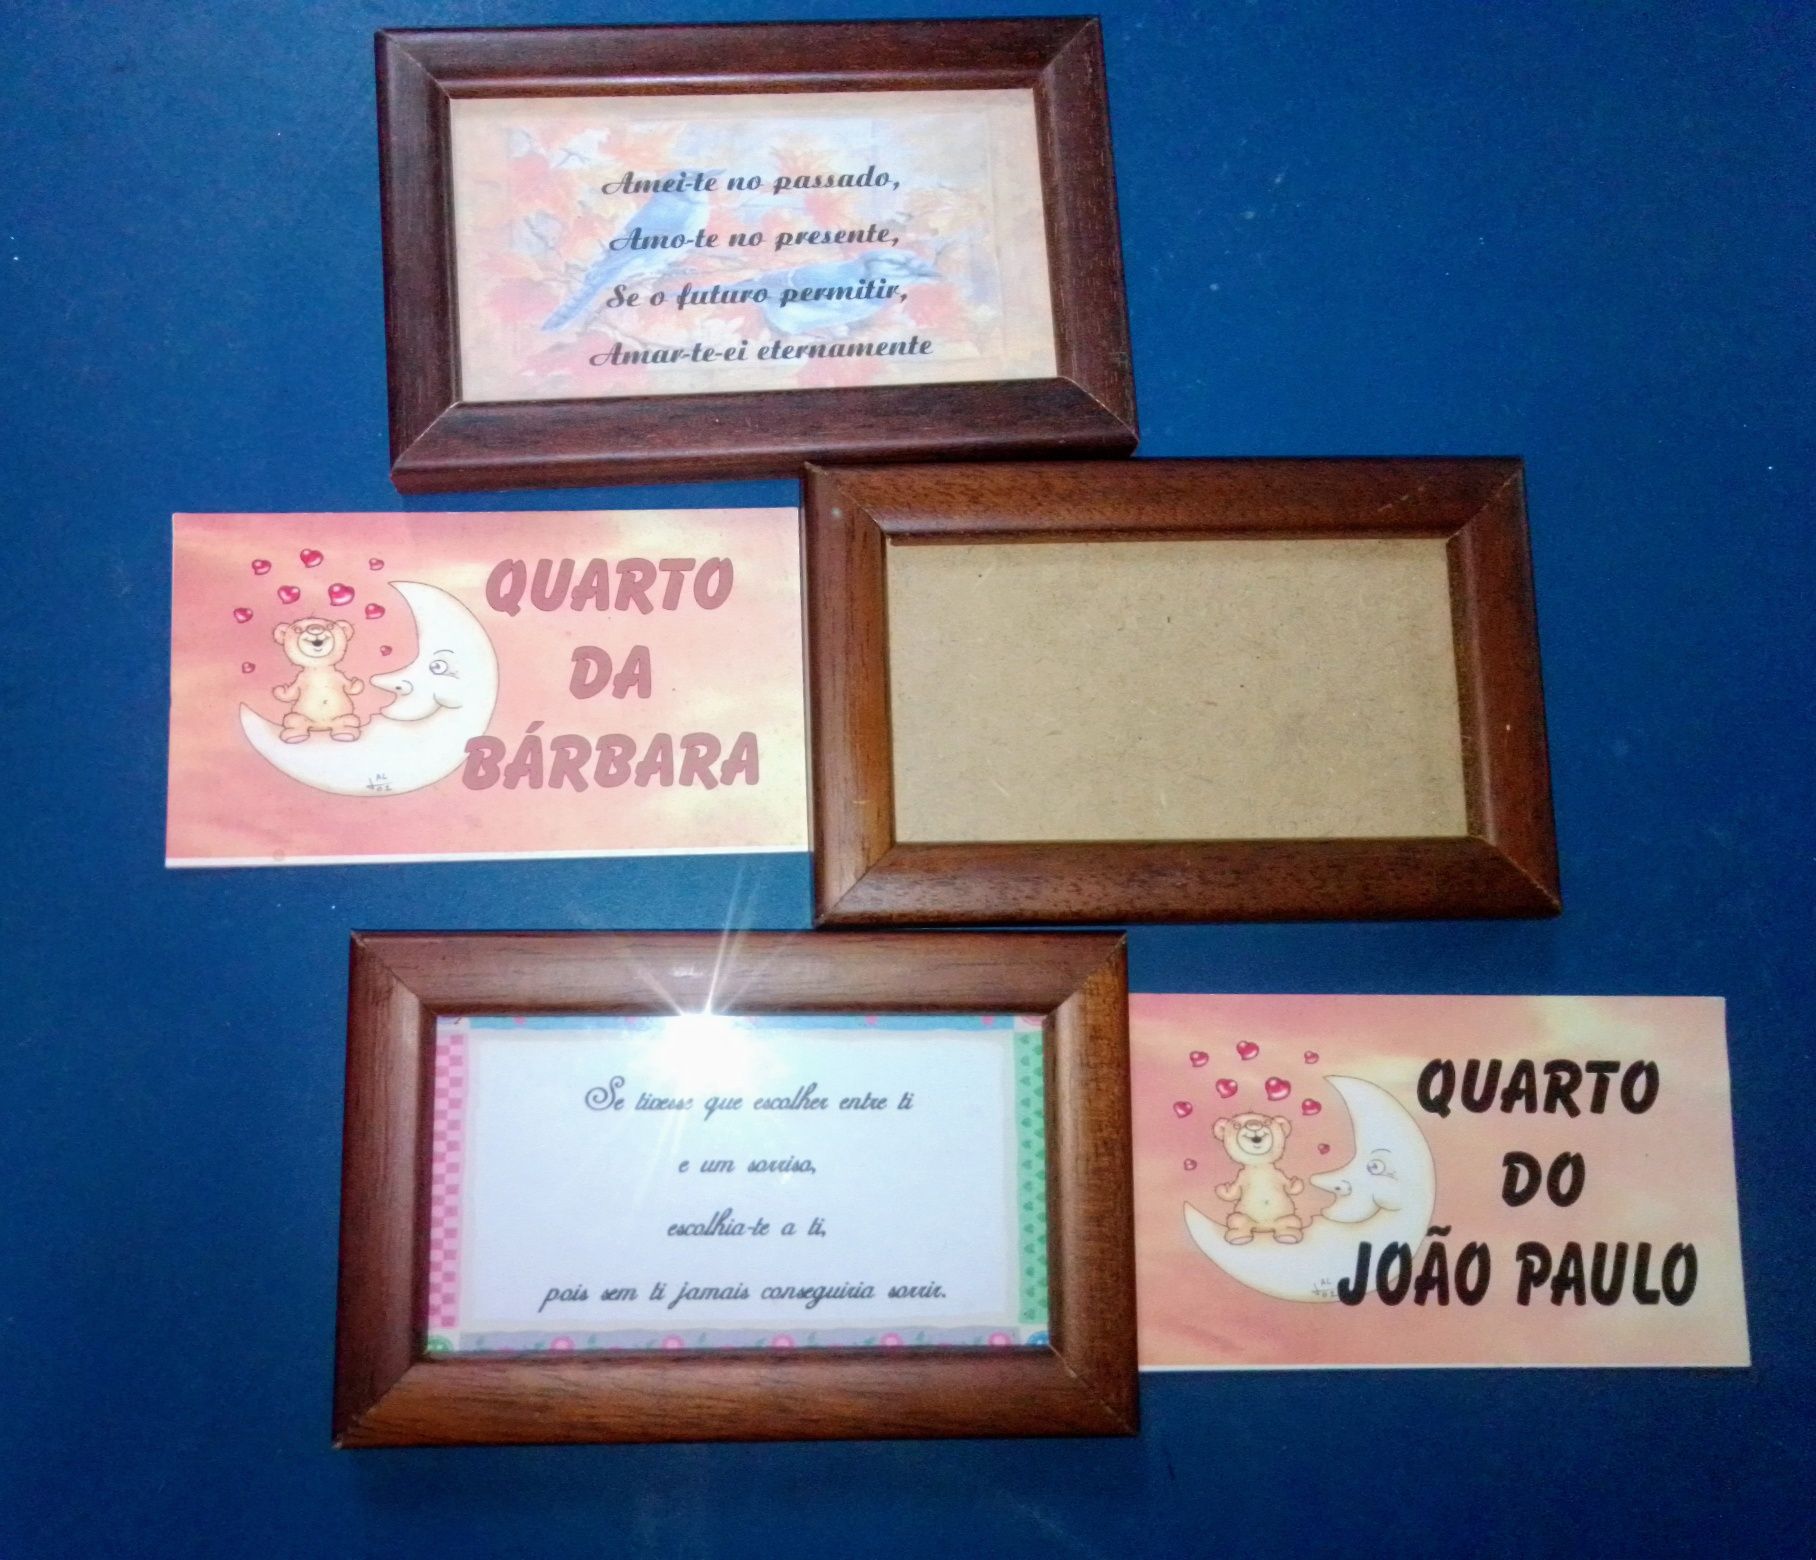 Amei-te no passado,
Amo-te no presente,
Se o futuro permitir,
Amar-te-ei eternamente
QUARTO
DA
BÁRBARA
Se tivesse que escolher entre ti
e um sorriso,
escolhia-te a ti,
pois sem ti jamais conseguiria sorrir.
QUARTO
DO
JOÃO PAULO